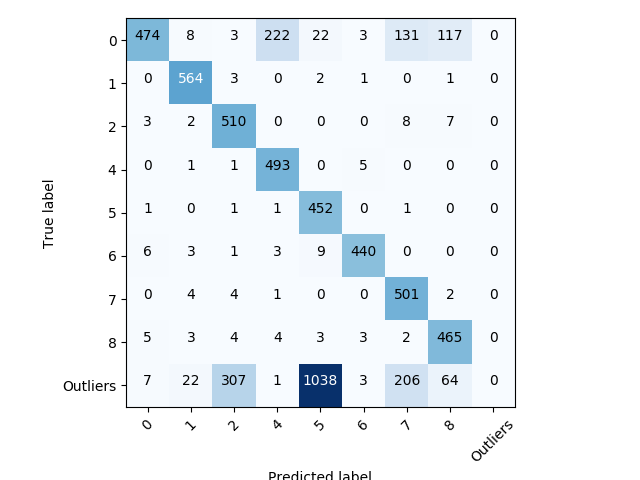 0 474 8 3 222 22 3 131 117 0
1 0 564 3 0 2 1 0 1 0
2 3 2 510 0 0 0 8 7 0
4 0 1 1 493 0 5 0 0 0
5 1 0 1 1 452 0 1 0 0
6 6 3 1 3 9 440 0 0 0
7 0 4 4 1 0 0 501 2 0
8 5 3 4 4 3 3 2 465 0
Outliers 7 22 307 1 1038 3 206 64 0
True label
0 1 2 4 5 6 7 8 Outliers
Predicted label